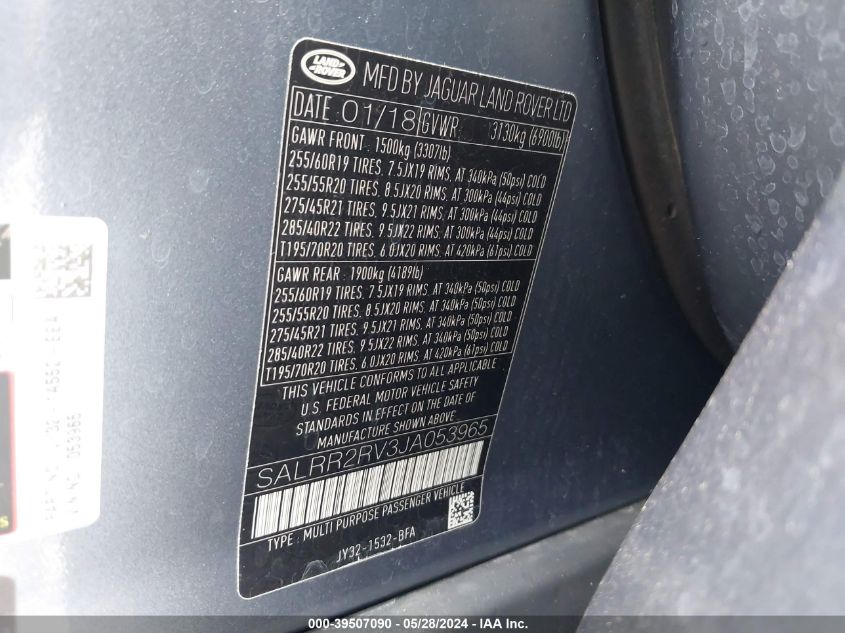 LAND
ROVER
MFD BY JAGUAR LAND ROVER LTD
DATE 01/18 GVWR 3130kg (6900lb)
GAWR FRONT : 1500kg (3307lb)
255/60R19 TIRES, 7.5JX19 RIMS, AT 340kPa (50psi) COLD
255/55R20 TIRES, 8.5JX20 RIMS, AT 300kPa (44psi) COLD
275/45R21 TIRES, 9.5JX21 RIMS, AT 300kPa (44psi) COLD
285/40R22 TIRES, 9.5JX22 RIMS, AT 300kPa (44psi) COLD
T195/70R20 TIRES, 6.0JX20 RIMS, AT 420kPa (61psi) COLD
GAWR REAR : 1900kg (4189lb)
255/60R19 TIRES, 7.5JX19 RIMS, AT 340kPa (50psi) COLD
255/55R20 TIRES, 8.5JX20 RIMS, AT 340kPa (50psi) COLD
275/45R21 TIRES, 9.5JX21 RIMS, AT 340kPa (50psi) COLD
285/40R22 TIRES, 9.5JX22 RIMS, AT 340kPa (50psi) COLD
T195/70R20 TIRES, 6.0JX20 RIMS, AT 420kPa (61psi) COLD
THIS VEHICLE CONFORMS TO ALL APPLICABLE
U.S. FEDERAL MOTOR VEHICLE SAFETY
STANDARDS IN EFFECT ON THE DATE OF
MANUFACTURE SHOWN ABOVE
SALRR2RV3JA053965
TYPE : MULTI PURPOSE PASSENGER VEHICLE
JY32-1532-BFA
PART NO
VIN NO 053965
000-39507090 - 05/28/2024 - IAA Inc.